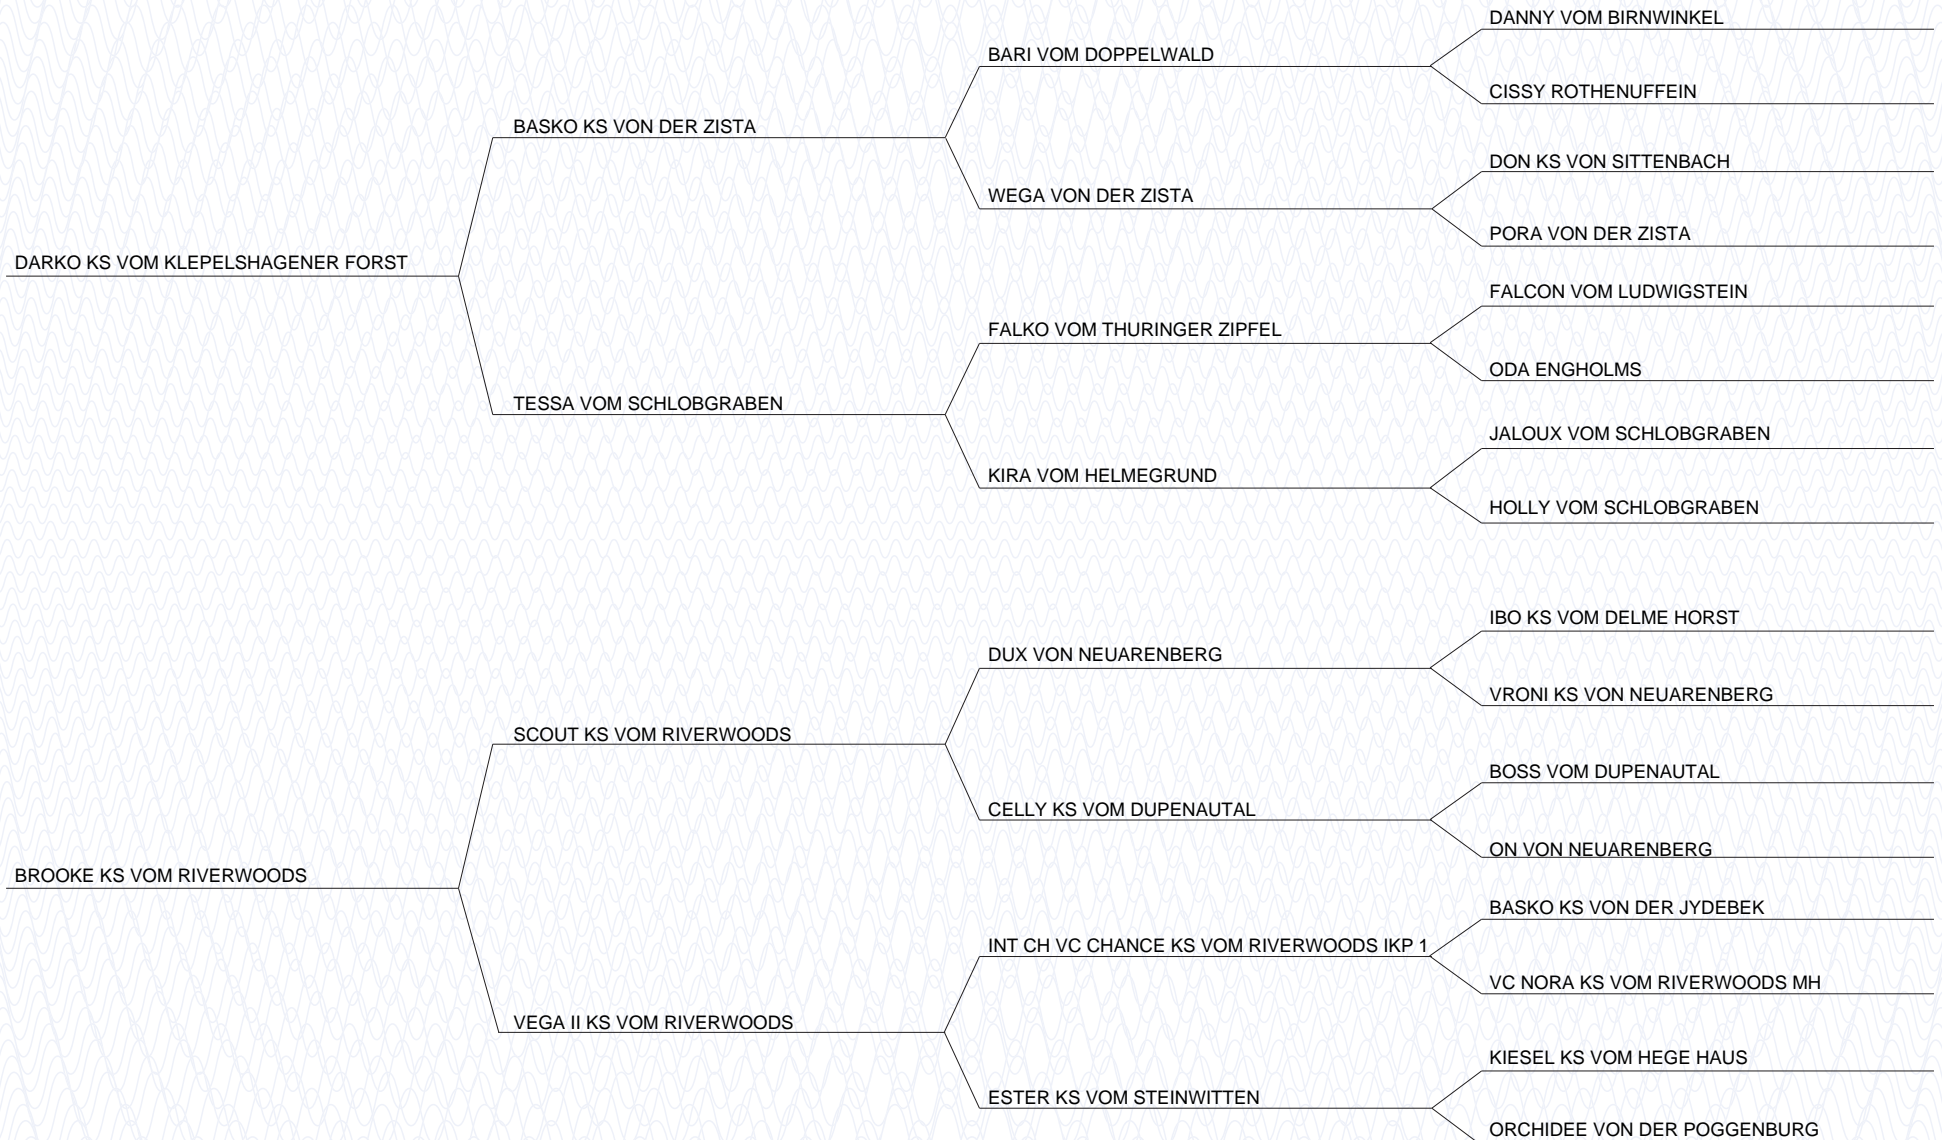 DANNY VOM BIRNWINKEL
BARI VOM DOPPELWALD
CISSY ROTHENUFFEIN
BASKO KS VON DER ZISTA
DON KS VON SITTENBACH
WEGA VON DER ZISTA
PORA VON DER ZISTA
DARKO KS VOM KLEPELSHAGENER FORST
FALCON VOM LUDWIGSTEIN
FALKO VOM THURINGER ZIPFEL
ODA ENGHOLMS
TESSA VOM SCHLOBGRABEN
JALOUX VOM SCHLOBGRABEN
KIRA VOM HELMEGRUND
HOLLY VOM SCHLOBGRABEN
IBO KS VOM DELME HORST
DUX VON NEUARENBERG
VRONI KS VON NEUARENBERG
SCOUT KS VOM RIVERWOODS
BOSS VOM DUPENAUTAL
CELLY KS VOM DUPENAUTAL
ON VON NEUARENBERG
BROOKE KS VOM RIVERWOODS
BASKO KS VON DER JYDEBEK
INT CH VC CHANCE KS VOM RIVERWOODS IKP 1
VC NORA KS VOM RIVERWOODS MH
VEGA II KS VOM RIVERWOODS
KIESEL KS VOM HEGE HAUS
ESTER KS VOM STEINWITTEN
ORCHIDEE VON DER POGGENBURG